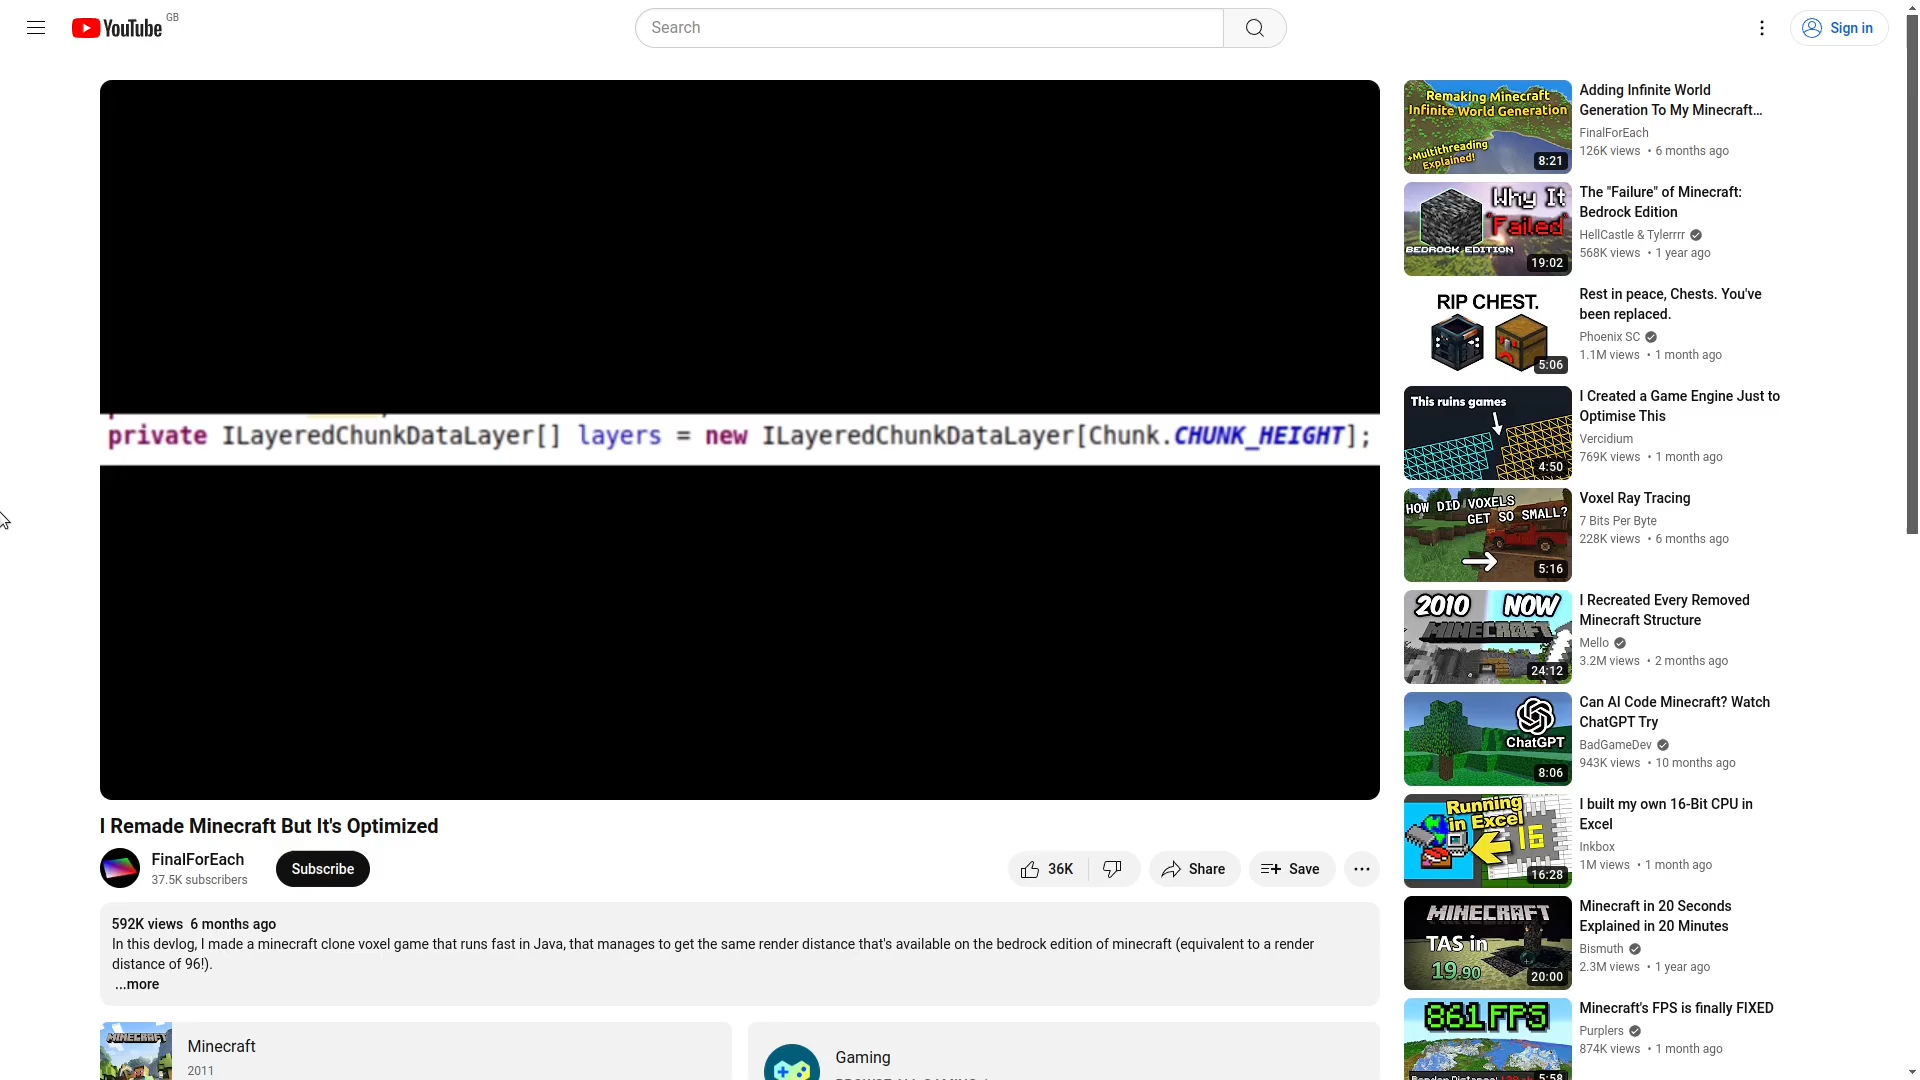 YouTube GB
Search
Sign in
private ILayeredChunkDataLayer[] layers = new ILayeredChunkDataLayer[Chunk.CHUNK_HEIGHT];
I Remade Minecraft But It's Optimized
FinalForEach
37.5K subscribers
Subscribe
36K
Share
Save
592K views 6 months ago
In this devlog, I made a minecraft clone voxel game that runs fast in Java, that manages to get the same render distance that's available on the bedrock edition of minecraft (equivalent to a render
distance of 96!).
...more
MINECRAFT
Minecraft
2011
Gaming
Remaking Minecraft
Infinite World Generation
+Multithreading
Explained!
8:21
Adding Infinite World
Generation To My Minecraft...
FinalForEach
126K views • 6 months ago
Why It
"Failed"
BEDROCK EDITION
19:02
The "Failure" of Minecraft:
Bedrock Edition
HellCastle & Tylerrrr
568K views • 1 year ago
RIP CHEST.
5:06
Rest in peace, Chests. You've
been replaced.
Phoenix SC
1.1M views • 1 month ago
This ruins games
4:50
I Created a Game Engine Just to
Optimise This
Vercidium
769K views • 1 month ago
HOW DID VOXELS
GET SO SMALL?
5:16
Voxel Ray Tracing
7 Bits Per Byte
228K views • 6 months ago
2010 NOW
MINECRAFT
24:12
I Recreated Every Removed
Minecraft Structure
Mello
3.2M views • 2 months ago
ChatGPT
8:06
Can AI Code Minecraft? Watch
ChatGPT Try
BadGameDev
943K views • 10 months ago
Running
in Excel
16
16:28
I built my own 16-Bit CPU in
Excel
Inkbox
1M views • 1 month ago
MINECRAFT
TAS in
19.90
20:00
Minecraft in 20 Seconds
Explained in 20 Minutes
Bismuth
2.3M views • 1 year ago
861 FPS
5:58
Minecraft's FPS is finally FIXED
Purplers
874K views • 1 month ago